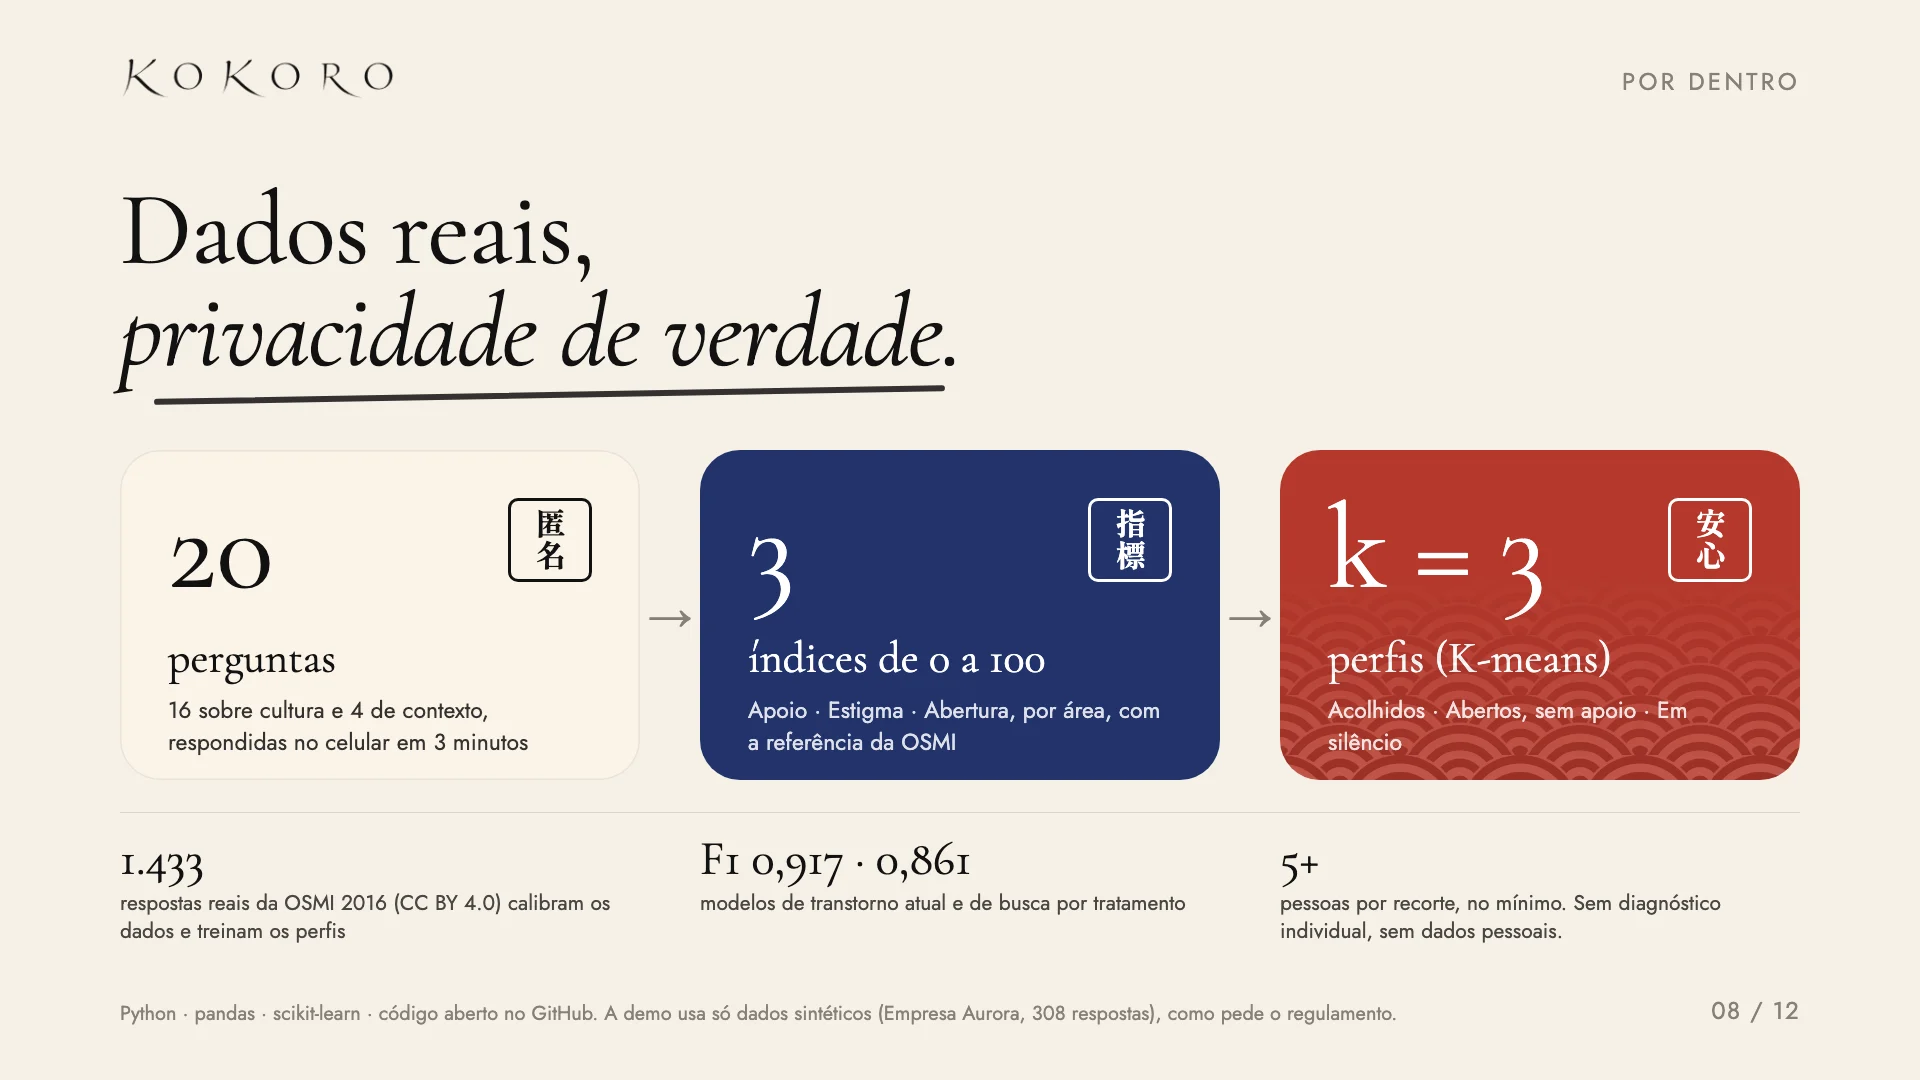 KOKORO
POR DENTRO
Dados reais,
privacidade de verdade.
20
匿名
perguntas
16 sobre cultura e 4 de contexto,
respondidas no celular em 3 minutos
→
3
指標
índices de 0 a 100
Apoio · Estigma · Abertura, por área, com
a referência da OSMI
→
k = 3
安心
perfis (K-means)
Acolhidos · Abertos, sem apoio · Em
silêncio
1.433
respostas reais da OSMI 2016 (CC BY 4.0) calibram os
dados e treinam os perfis
F1 0,917 · 0,861
modelos de transtorno atual e de busca por tratamento
5+
pessoas por recorte, no mínimo. Sem diagnóstico
individual, sem dados pessoais.
Python · pandas · scikit-learn · código aberto no GitHub. A demo usa só dados sintéticos (Empresa Aurora, 308 respostas), como pede o regulamento.
08 / 12